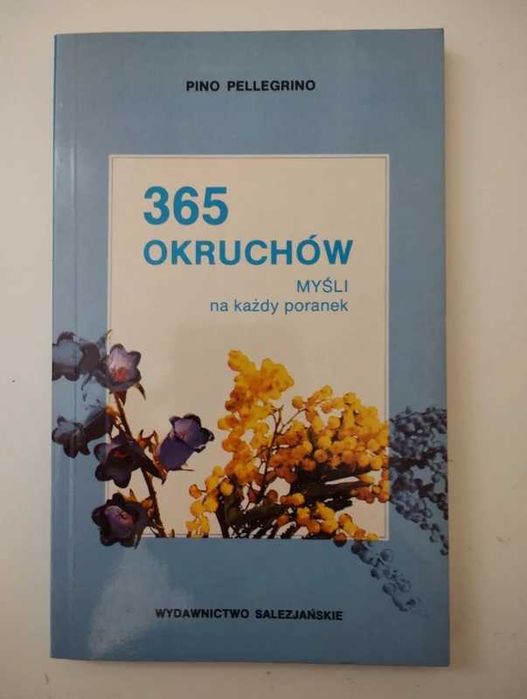 PINO PELLEGRINO
365
OKRUCHÓW
MYŚLI
na każdy poranek
WYDAWNICTWO SALEZJAŃSKIE